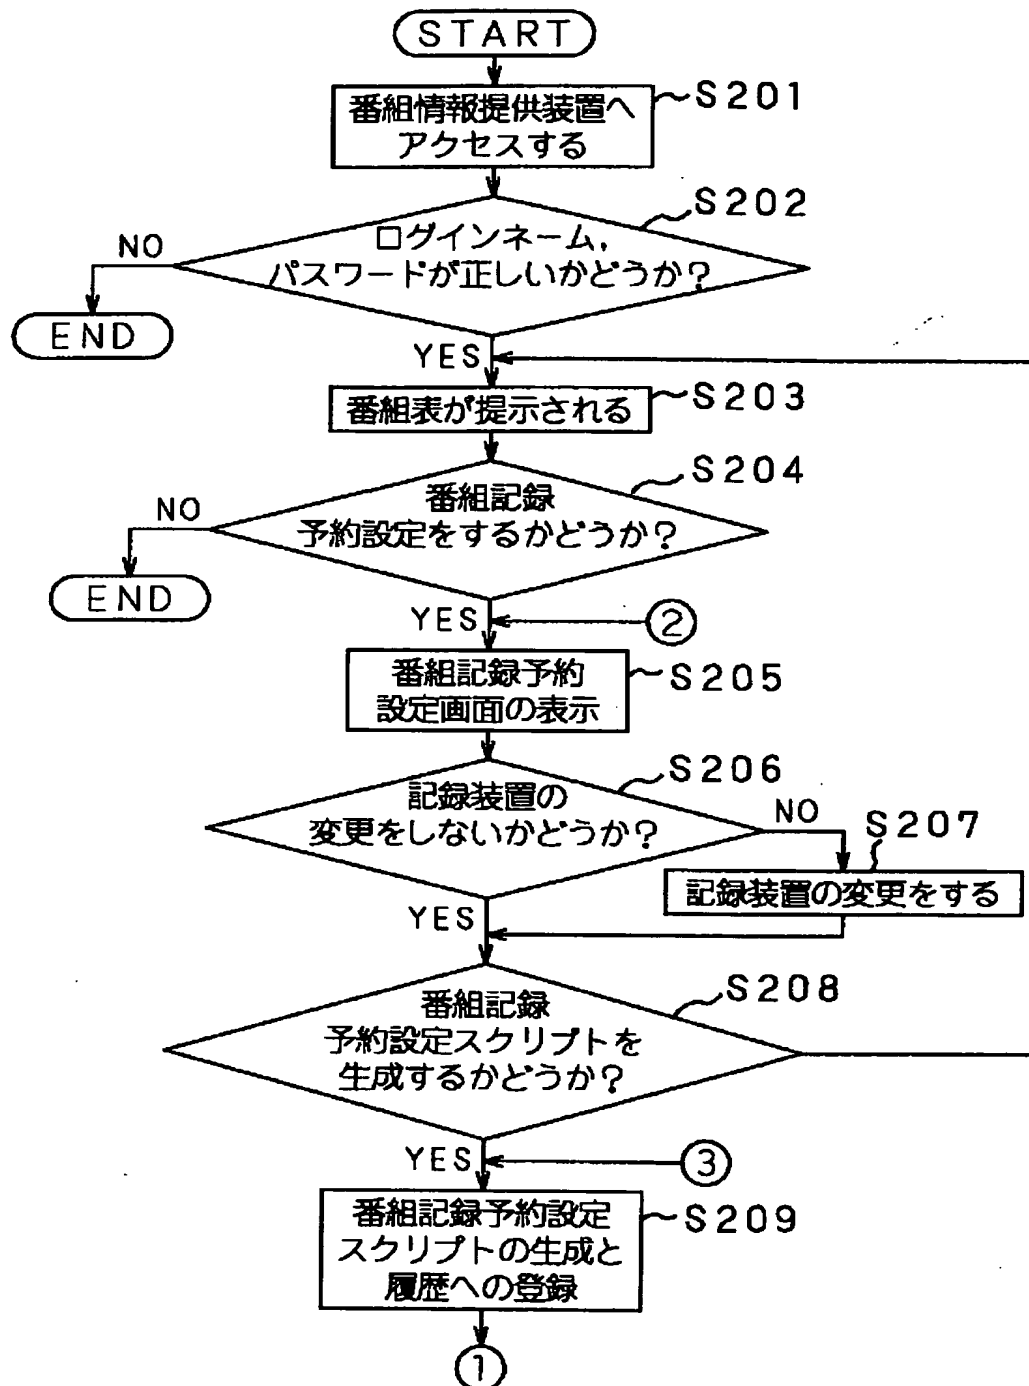 START
番組情報提供装置へ
アクセスする
S201
ログインネーム,
パスワードが正しいかどうか?
S202
NO
END
YES
番組表が提示される
S203
番組記録
予約設定をするかどうか?
S204
NO
END
YES
②
番組記録予約
設定画面の表示
S205
記録装置の
変更をしないかどうか?
S206
NO
S207
記録装置の変更をする
YES
番組記録
予約設定スクリプトを
生成するかどうか?
S208
YES
③
番組記録予約設定
スクリプトの生成と
履歴への登録
S209
①